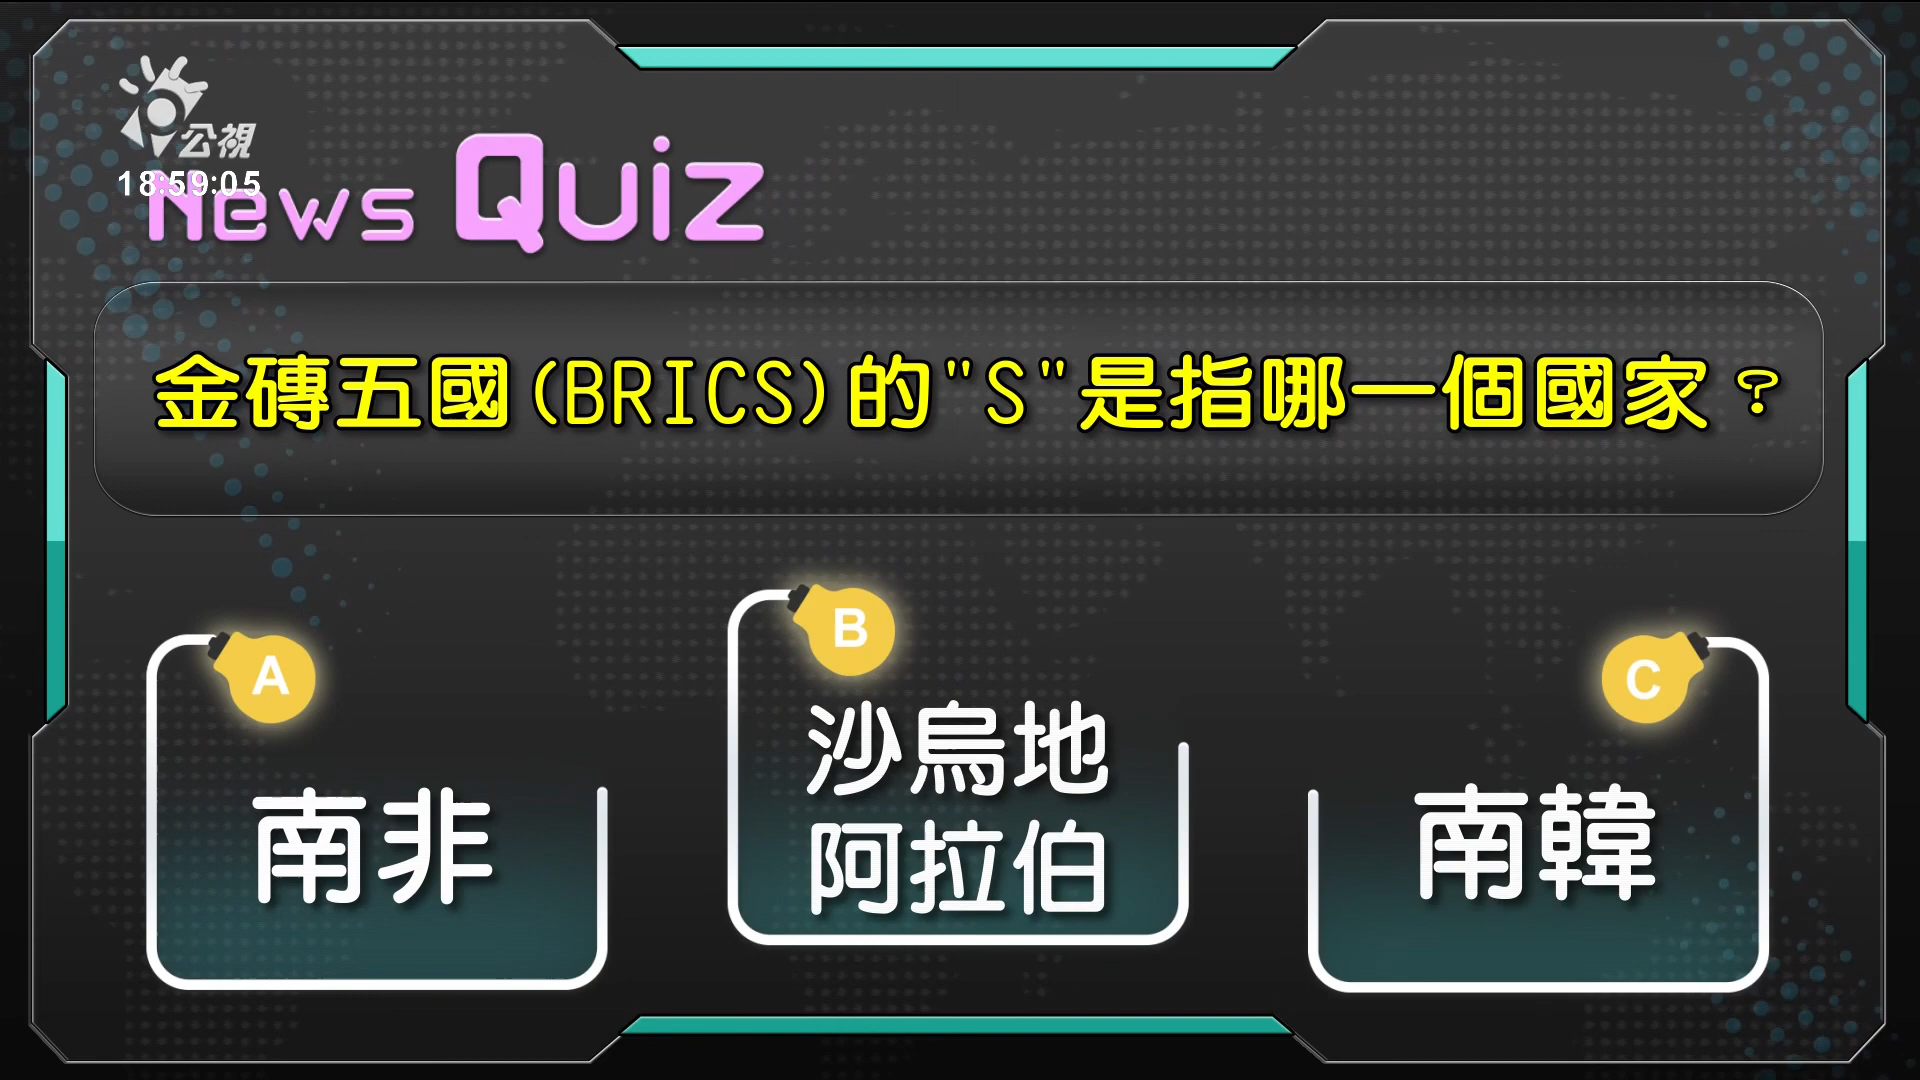 公視
18:59:05
News Quiz
金磚五國(BRICS)的"S"是指哪一個國家？
A
南非
B
沙烏地
阿拉伯
C
南韓